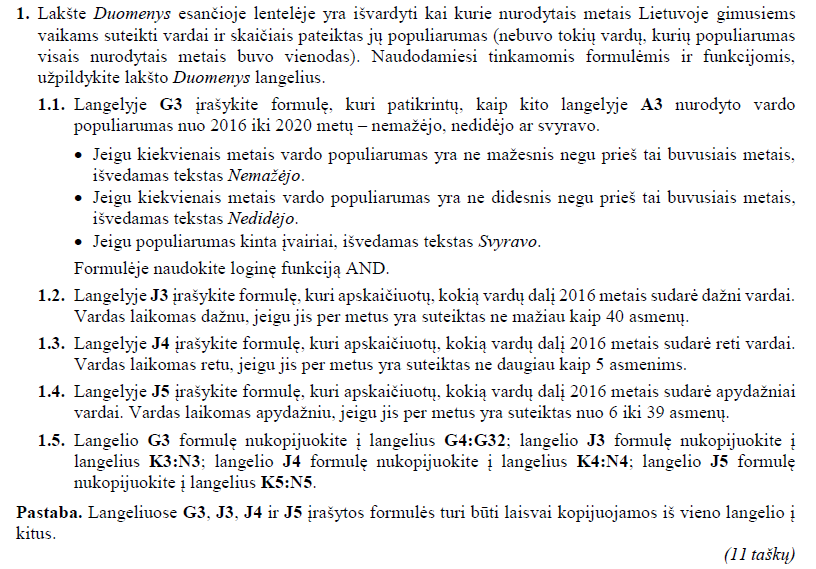 1. Lakšte Duomenys esančioje lentelėje yra išvardyti kai kurie nurodytais metais Lietuvoje gimusiems
vaikams suteikti vardai ir skaičiais pateiktas jų populiarumas (nebuvo tokių vardų, kurių populiarumas
visais nurodytais metais buvo vienodas). Naudodamiesi tinkamomis formulėmis ir funkcijomis,
užpildykite lakšto Duomenys langelius.
1.1. Langelyje G3 įrašykite formulę, kuri patikrintų, kaip kito langelyje A3 nurodyto vardo
populiarumas nuo 2016 iki 2020 metų – nemažėjo, nedidėjo ar svyravo.
• Jeigu kiekvienais metais vardo populiarumas yra ne mažesnis negu prieš tai buvusiais metais,
išvedamas tekstas Nemažėjo.
• Jeigu kiekvienais metais vardo populiarumas yra ne didesnis negu prieš tai buvusiais metais,
išvedamas tekstas Nedidėjo.
• Jeigu populiarumas kinta įvairiai, išvedamas tekstas Svyravo.
Formulėje naudokite loginę funkciją AND.
1.2. Langelyje J3 įrašykite formulę, kuri apskaičiuotų, kokią vardų dalį 2016 metais sudarė dažni vardai.
Vardas laikomas dažnu, jeigu jis per metus yra suteiktas ne mažiau kaip 40 asmenų.
1.3. Langelyje J4 įrašykite formulę, kuri apskaičiuotų, kokią vardų dalį 2016 metais sudarė reti vardai.
Vardas laikomas retu, jeigu jis per metus yra suteiktas ne daugiau kaip 5 asmenims.
1.4. Langelyje J5 įrašykite formulę, kuri apskaičiuotų, kokią vardų dalį 2016 metais sudarė apydažniai
vardai. Vardas laikomas apydažniu, jeigu jis per metus yra suteiktas nuo 6 iki 39 asmenų.
1.5. Langelio G3 formulę nukopijuokite į langelius G4:G32; langelio J3 formulę nukopijuokite į
langelius K3:N3; langelio J4 formulę nukopijuokite į langelius K4:N4; langelio J5 formulę
nukopijuokite į langelius K5:N5.
Pastaba. Langeliuose G3, J3, J4 ir J5 įrašytos formulės turi būti laisvai kopijuojamos iš vieno langelio į
kitus.
(11 taškų)